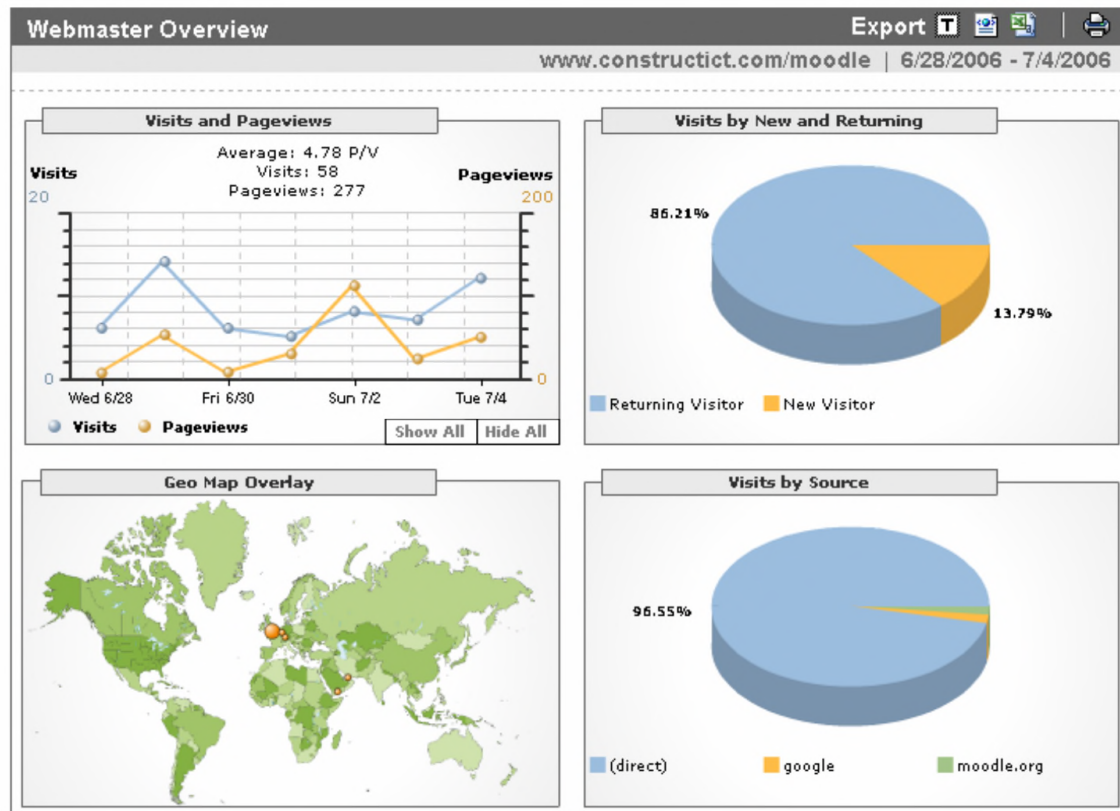 Webmaster Overview
Export T
www.constructict.com/moodle | 6/28/2006 - 7/4/2006
Visits and Pageviews
Average: 4.78 P/V
Visits: 58
Pageviews: 277
Visits
Pageviews
20
200
0
0
Wed 6/28 Fri 6/30 Sun 7/2 Tue 7/4
Visits Pageviews
Show All Hide All
Visits by New and Returning
86.21%
13.79%
Returning Visitor New Visitor
Geo Map Overlay
Visits by Source
96.55%
(direct) google moodle.org